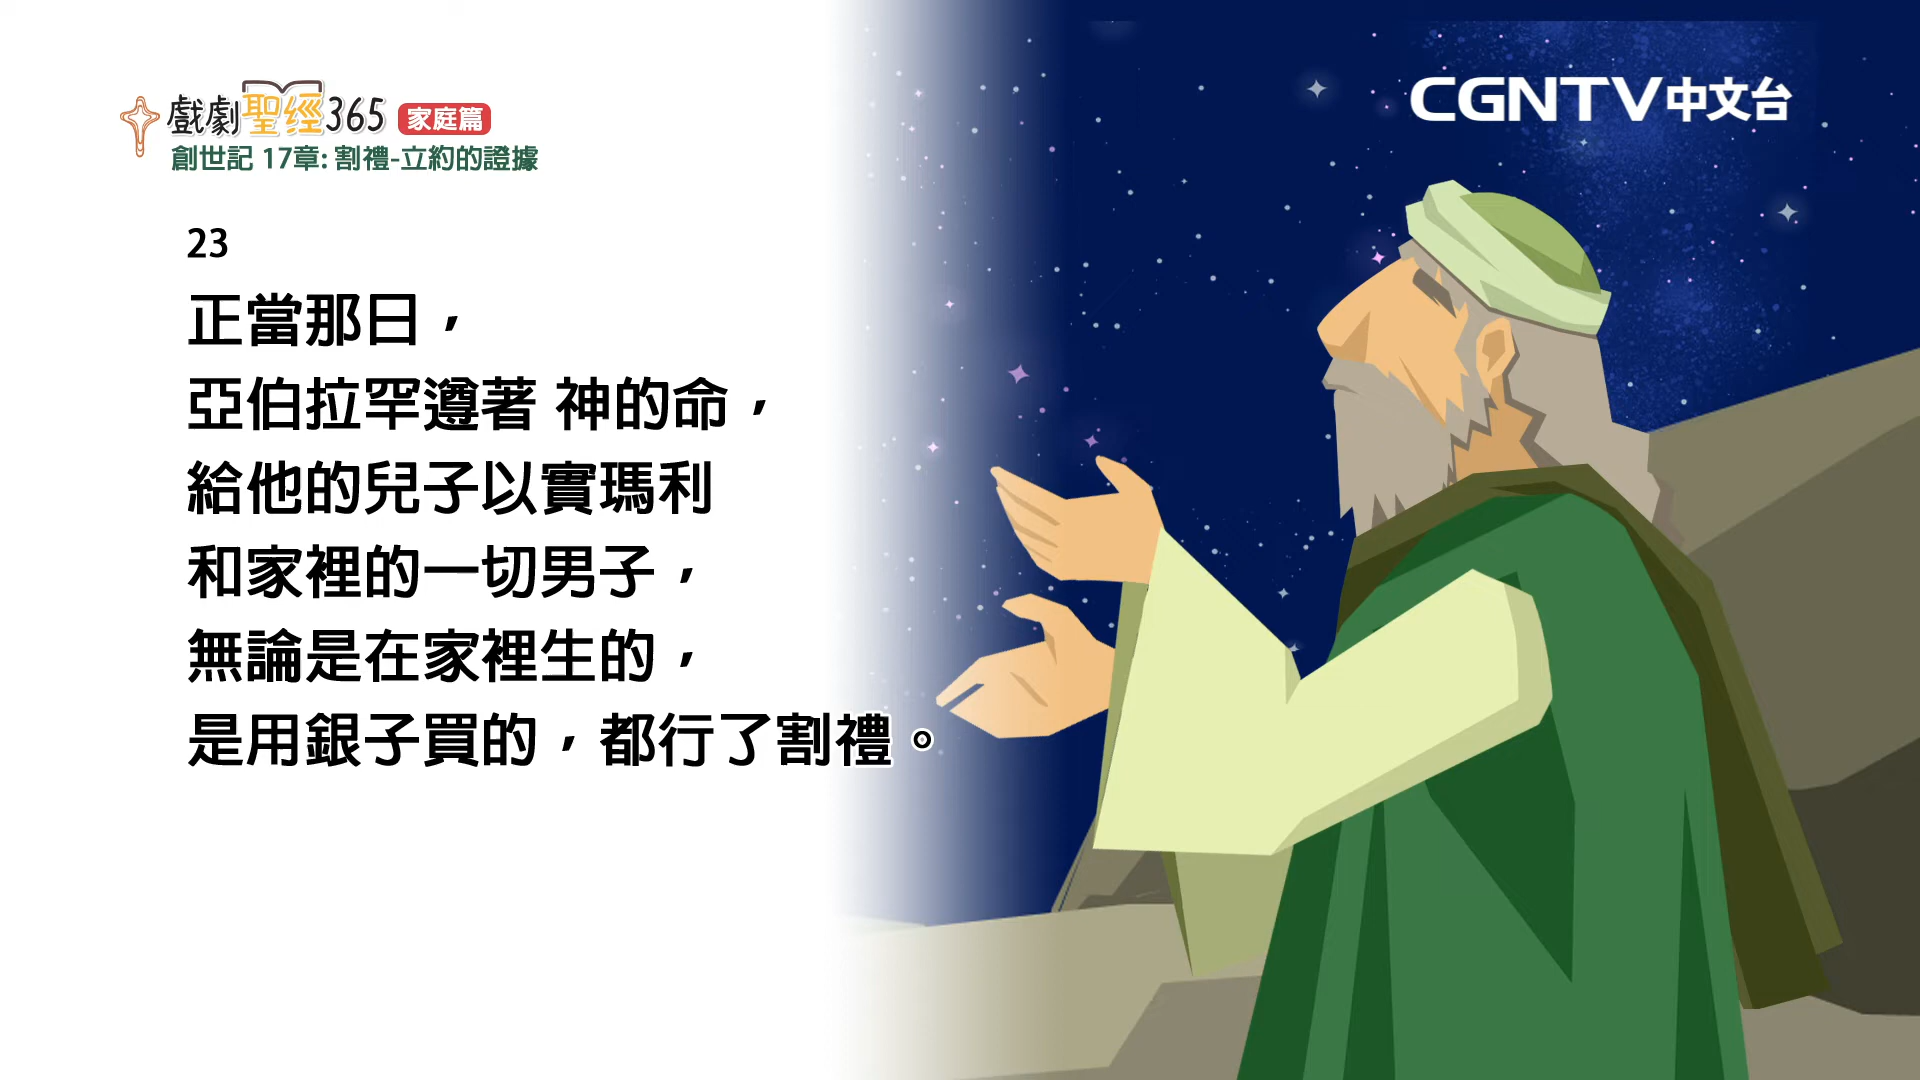 戲劇聖經365 家庭篇
創世記 17章: 割禮-立約的證據
CGNTV中文台
23
正當那日，
亞伯拉罕遵著 神的命，
給他的兒子以實瑪利
和家裡的一切男子，
無論是在家裡生的，
是用銀子買的，都行了割禮。